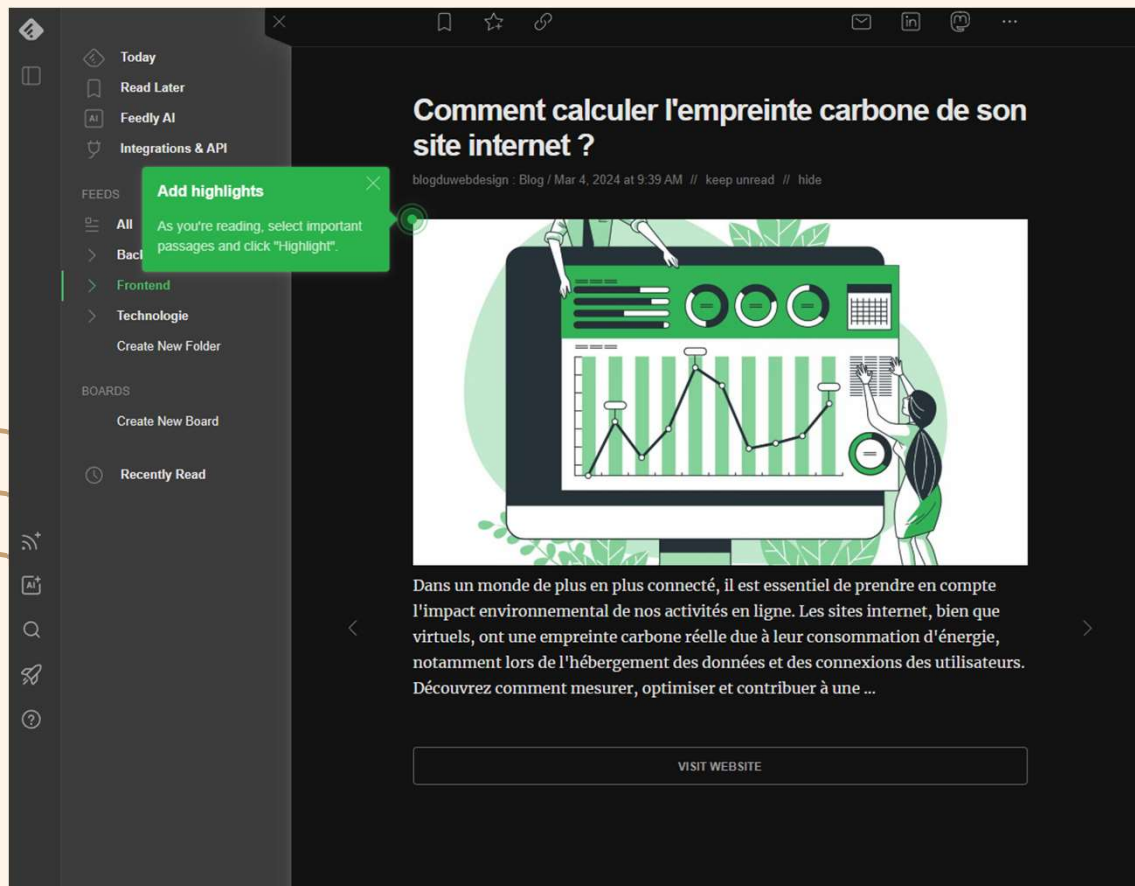 Today
Read Later
AI
Feedly AI
Integrations & API
FEEDS
All
Bac
Frontend
Technologie
Create New Folder
BOARDS
Create New Board
Recently Read
AI
Add highlights
As you're reading, select important
passages and click "Highlight".
in
Comment calculer l'empreinte carbone de son
site internet ?
blogduwebdesign : Blog / Mar 4, 2024 at 9:39 AM // keep unread // hide
Dans un monde de plus en plus connecté, il est essentiel de prendre en compte
l'impact environnemental de nos activités en ligne. Les sites internet, bien que
virtuels, ont une empreinte carbone réelle due à leur consommation d'énergie,
notamment lors de l'hébergement des données et des connexions des utilisateurs.
Découvrez comment mesurer, optimiser et contribuer à une ...
VISIT WEBSITE